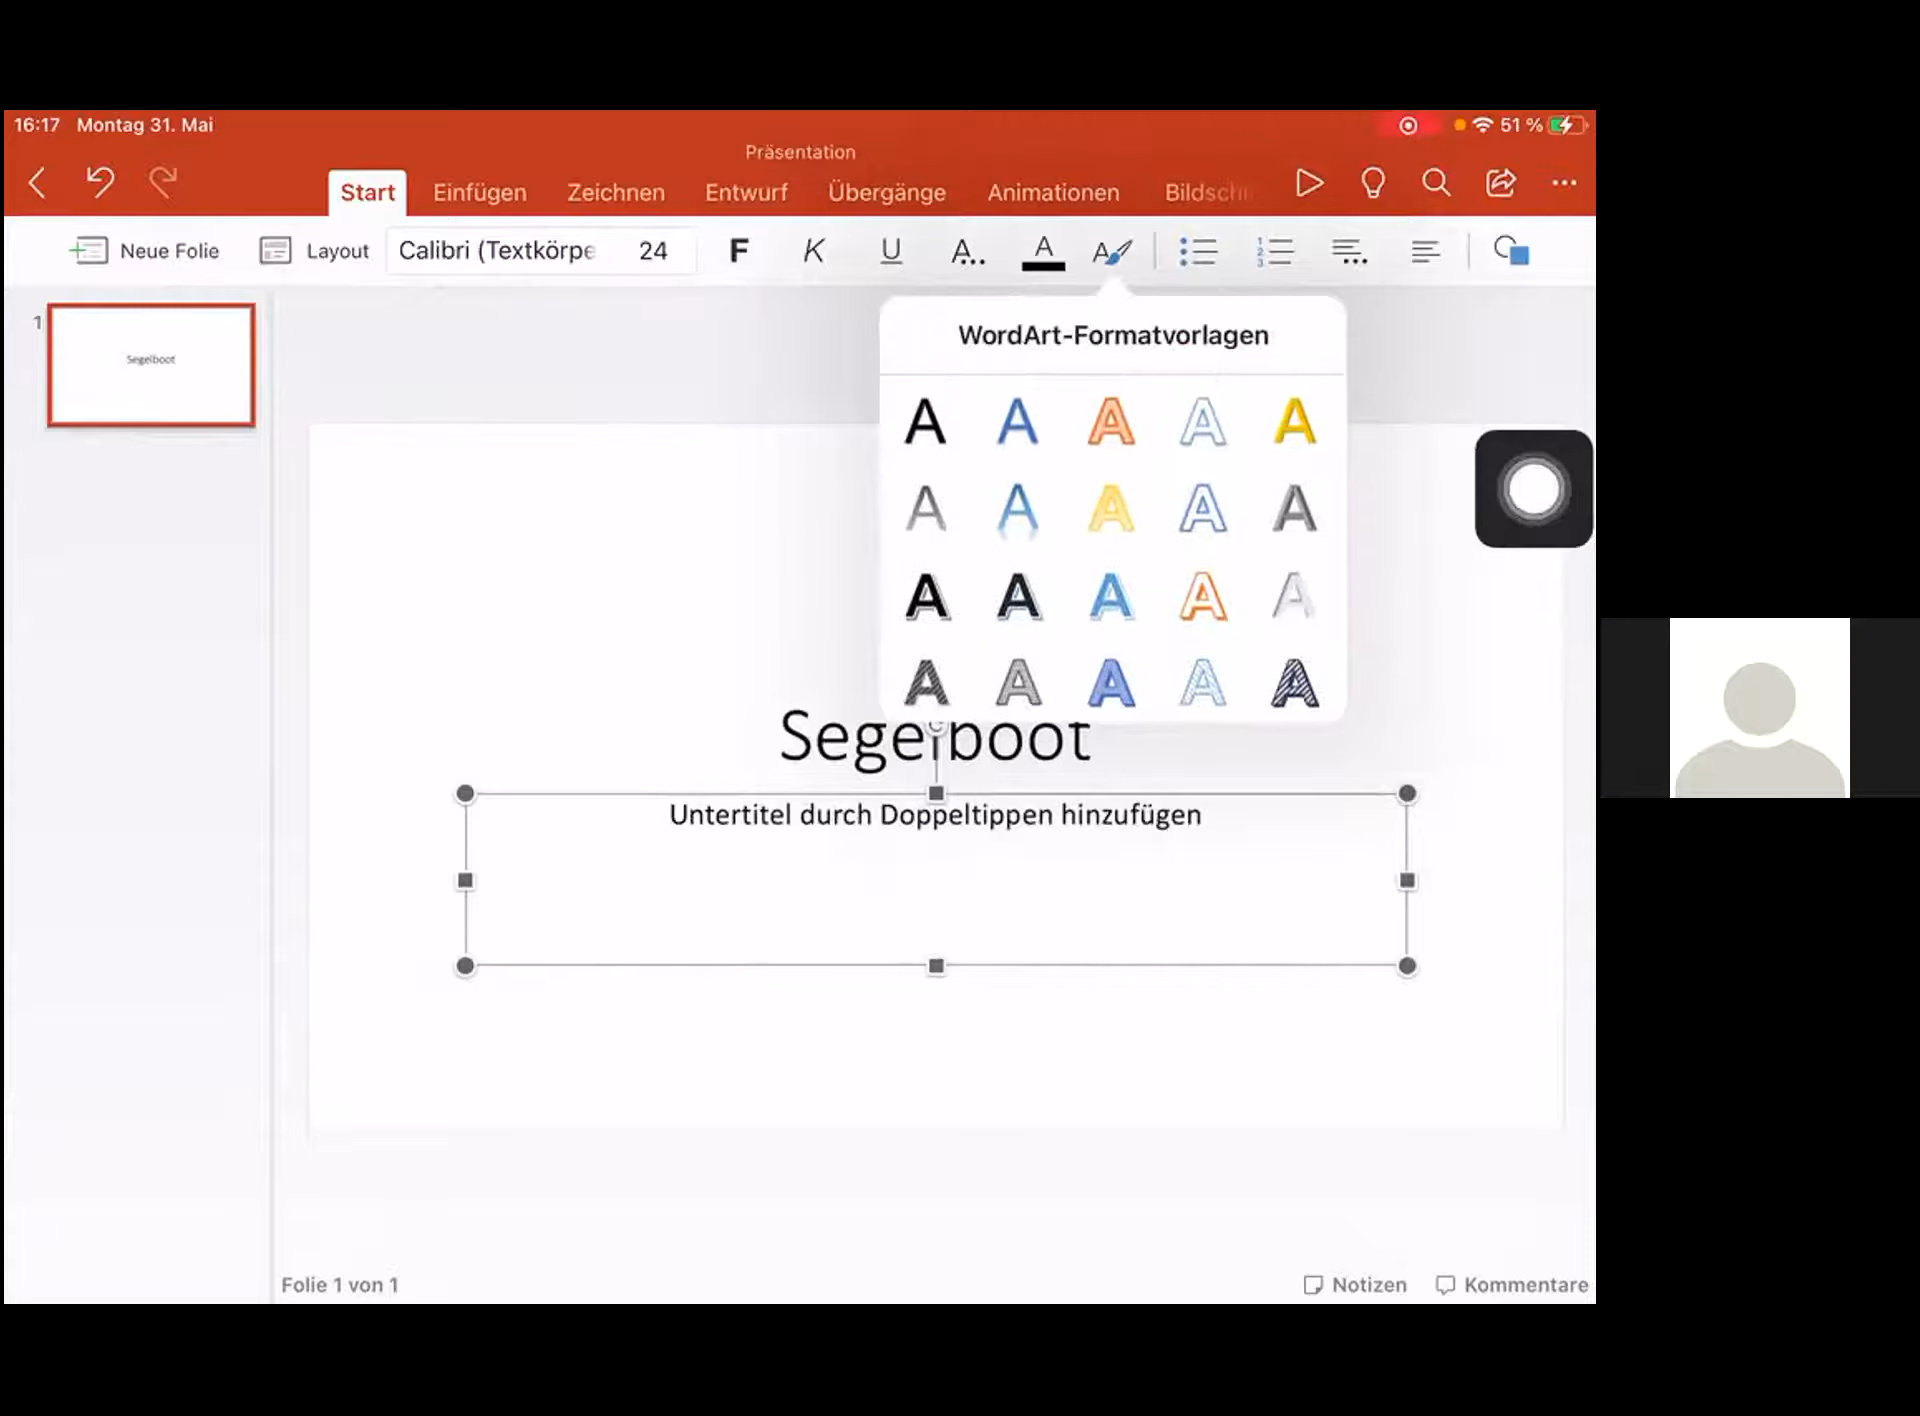 16:17 Montag 31. Mai
51 %
Präsentation
Start Einfügen Zeichnen Entwurf Übergänge Animationen
Neue Folie Layout Calibri (Textkörpe 24 F K U A.. A A
WordArt-Formatvorlagen
A A A A A
A A A A A
A A A A A
A A A A A
1
Segelboot
Segelboot
Untertitel durch Doppeltippen hinzufügen
Folie 1 von 1
Notizen Kommentare